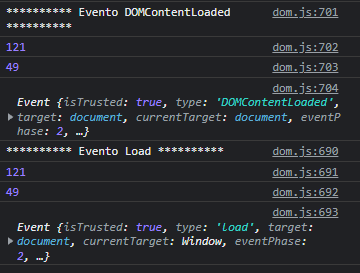 ********** Evento DOMContentLoaded dom.js:701
**********
121 dom.js:702
49 dom.js:703
dom.js:704
Event {isTrusted: true, type: 'DOMContentLoaded',
target: document, currentTarget: document, eventP
hase: 2, …}
********** Evento Load ********** dom.js:690
121 dom.js:691
49 dom.js:692
dom.js:693
Event {isTrusted: true, type: 'load', target:
document, currentTarget: Window, eventPhase:
2, …}